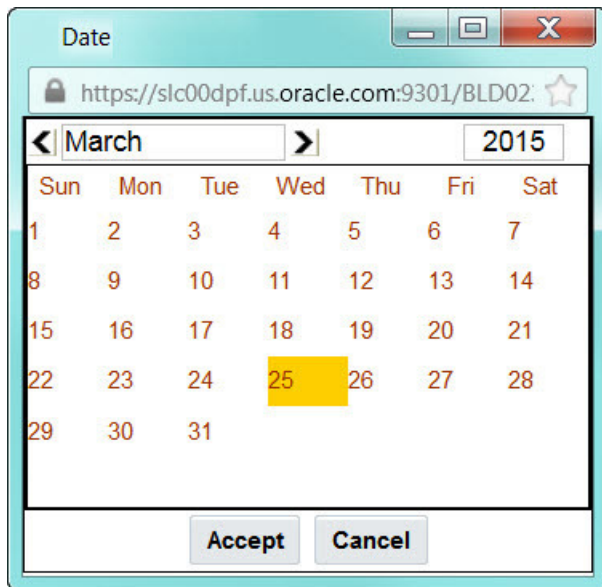 Date
https://slc00dpf.us.oracle.com:9301/BLD02
March 2015
Sun Mon Tue Wed Thu Fri Sat
1 2 3 4 5 6 7
8 9 10 11 12 13 14
15 16 17 18 19 20 21
22 23 24 25 26 27 28
29 30 31
Accept Cancel